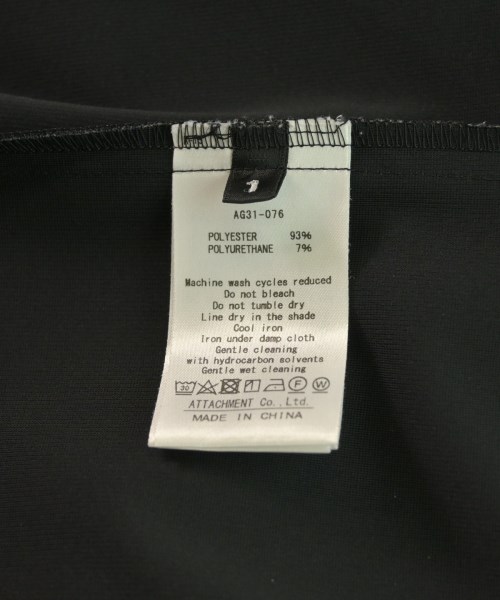 1
AG31-076
POLYESTER 93%
POLYURETHANE 7%
Machine wash cycles reduced
Do not bleach
Do not tumble dry
Line dry in the shade
Cool iron
Iron under damp cloth
Gentle cleaning
with hydrocarbon solvents
Gentle wet cleaning
30 F W
ATTACHMENT Co.,Ltd.
MADE IN CHINA